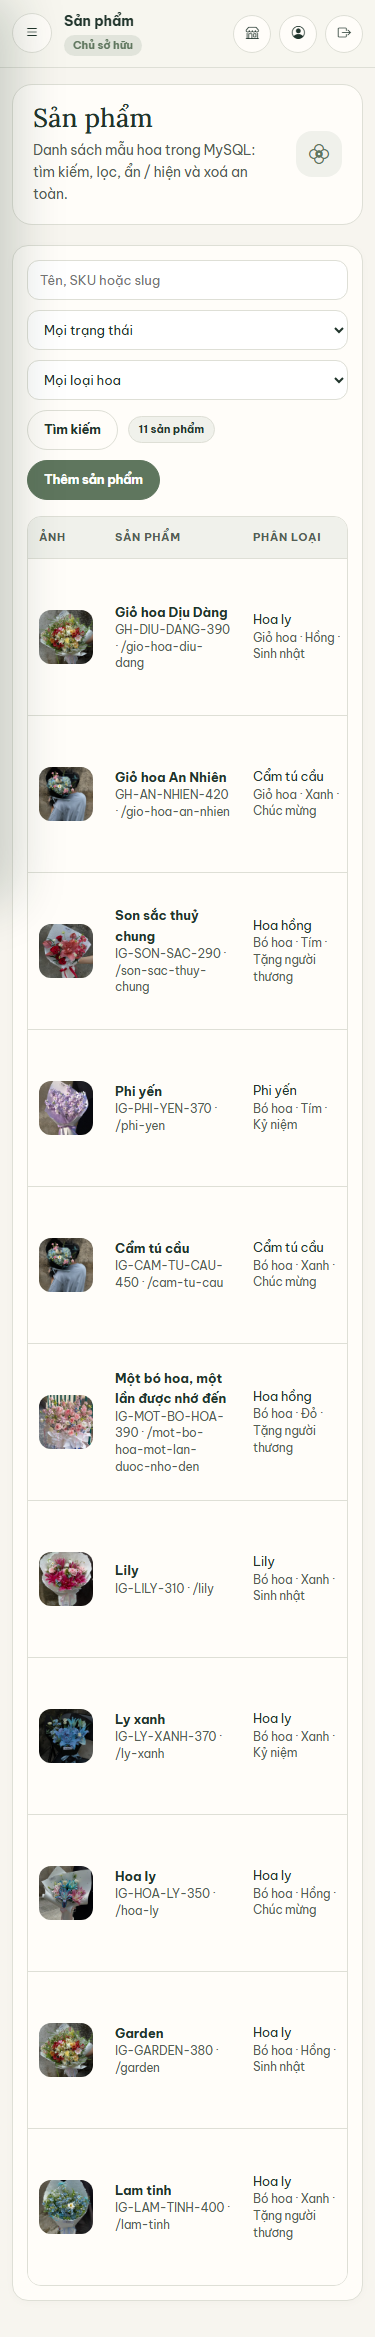 Sản phẩm
Chủ sở hữu
Sản phẩm
Danh sách mẫu hoa trong MySQL:
tìm kiếm, lọc, ẩn / hiện và xoá an
toàn.
Tên, SKU hoặc slug
Mọi trạng thái
Mọi loại hoa
Tìm kiếm
11 sản phẩm
Thêm sản phẩm
ẢNH SẢN PHẨM PHÂN LOẠI
Giỏ hoa Dịu Dàng
GH-DIU-DANG-390
· /gio-hoa-diu-
dang
Hoa ly
Giỏ hoa · Hồng ·
Sinh nhật
Giỏ hoa An Nhiên
GH-AN-NHIEN-420
· /gio-hoa-an-nhien
Cẩm tú cầu
Giỏ hoa · Xanh ·
Chúc mừng
Son sắc thuỷ
chung
IG-SON-SAC-290 ·
/son-sac-thuy-
chung
Hoa hồng
Bó hoa · Tím ·
Tặng người
thương
Phi yến
IG-PHI-YEN-370 ·
/phi-yen
Phi yến
Bó hoa · Tím ·
Kỷ niệm
Cẩm tú cầu
IG-CAM-TU-CAU-
450 · /cam-tu-cau
Cẩm tú cầu
Bó hoa · Xanh ·
Chúc mừng
Một bó hoa, một
lần được nhớ đến
IG-MOT-BO-HOA-
390 · /mot-bo-
hoa-mot-lan-
duoc-nho-den
Hoa hồng
Bó hoa · Đỏ ·
Tặng người
thương
Lily
IG-LILY-310 · /lily
Lily
Bó hoa · Xanh ·
Sinh nhật
Ly xanh
IG-LY-XANH-370 ·
/ly-xanh
Hoa ly
Bó hoa · Xanh ·
Kỷ niệm
Hoa ly
IG-HOA-LY-350 ·
/hoa-ly
Hoa ly
Bó hoa · Hồng ·
Chúc mừng
Garden
IG-GARDEN-380 ·
/garden
Hoa ly
Bó hoa · Hồng ·
Sinh nhật
Lam tinh
IG-LAM-TINH-400 ·
/lam-tinh
Hoa ly
Bó hoa · Xanh ·
Tặng người
thương